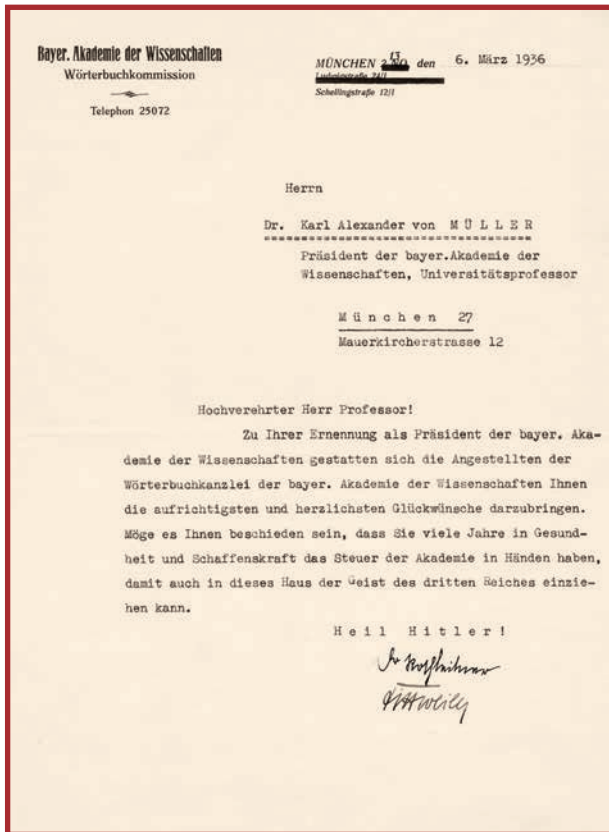 Bayer. Akademie der Wissenschaften
Wörterbuchkommission
Telephon 25072
MÜNCHEN 13 den 6. März 1936
Schellingstraße 12/I
Herrn
Dr. Karl Alexander von M Ü L L E R
Präsident der bayer.Akademie der
Wissenschaften, Universitätsprofessor
M ü n c h e n 27
Mauerkircherstrasse 12
Hochverehrter Herr Professor!
Zu Ihrer Ernennung als Präsident der bayer. Aka-
demie der Wissenschaften gestatten sich die Angestellten der
Wörterbuchkanzlei der bayer. Akademie der Wissenschaften Ihnen
die aufrichtigsten und herzlichsten Glückwünsche darzubringen.
Möge es Ihnen beschieden sein, dass Sie viele Jahre in Gesund-
heit und Schaffenskraft das Steuer der Akademie in Händen haben,
damit auch in dieses Haus der Geist des dritten Reiches einzie-
hen kann.
H e i l H i t l e r !
Dr